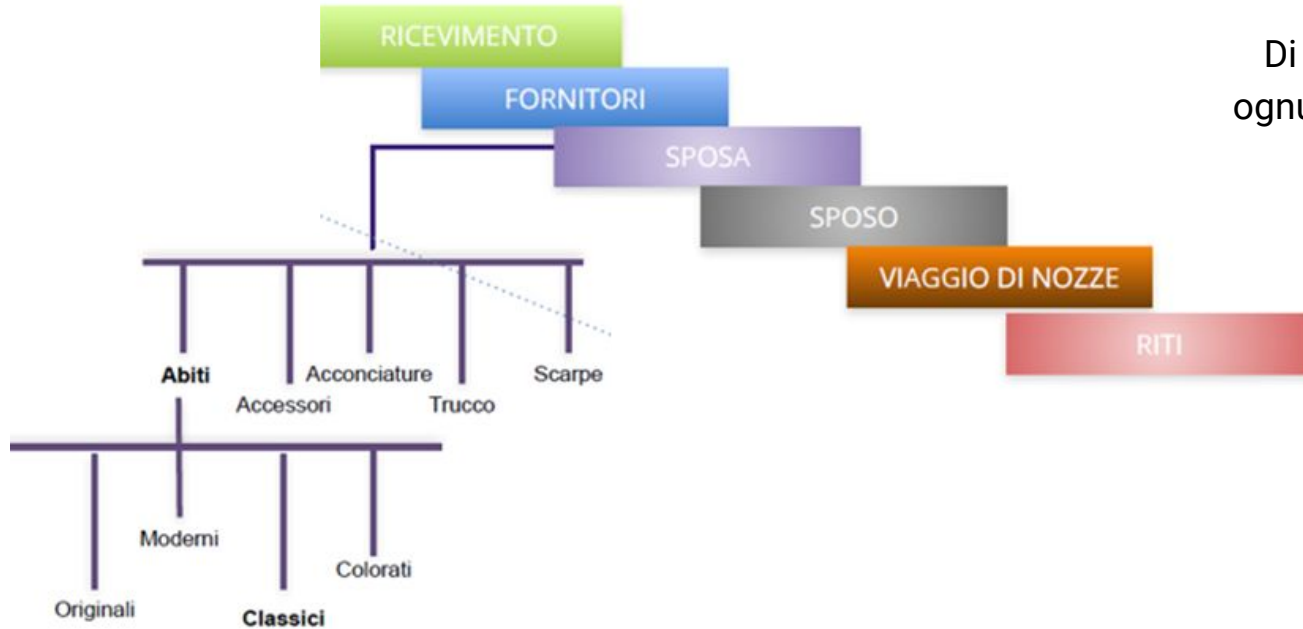 RICEVIMENTO
Di
FORNITORI
ognu
SPOSA
SPOSO
VIAGGIO DI NOZZE
RITI
Abiti
Acconciature
Scarpe
Accessori
Trucco
Moderni
Colorati
Originali
Classici